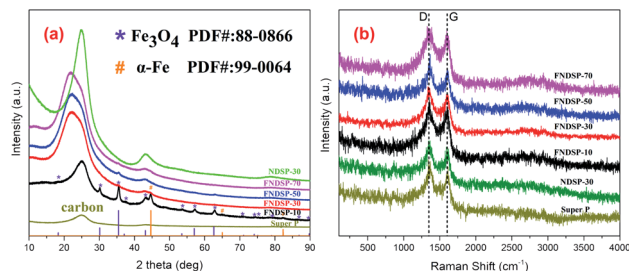 (a)
* Fe3O4 PDF#:88-0866
# α-Fe PDF#:99-0064
Intensity (a.u.)
carbon
NDSP-30
FNDSP-70
FNDSP-50
FNDSP-30
FNDSP-10
Super P
10 20 30 40 50 60 70 80 90
2 theta (deg)
(b)
D G
Intensity (a.u.)
FNDSP-70
FNDSP-50
FNDSP-30
FNDSP-10
NDSP-30
Super P
500 1000 1500 2000 2500 3000 3500 4000
Raman Shift (cm-1)